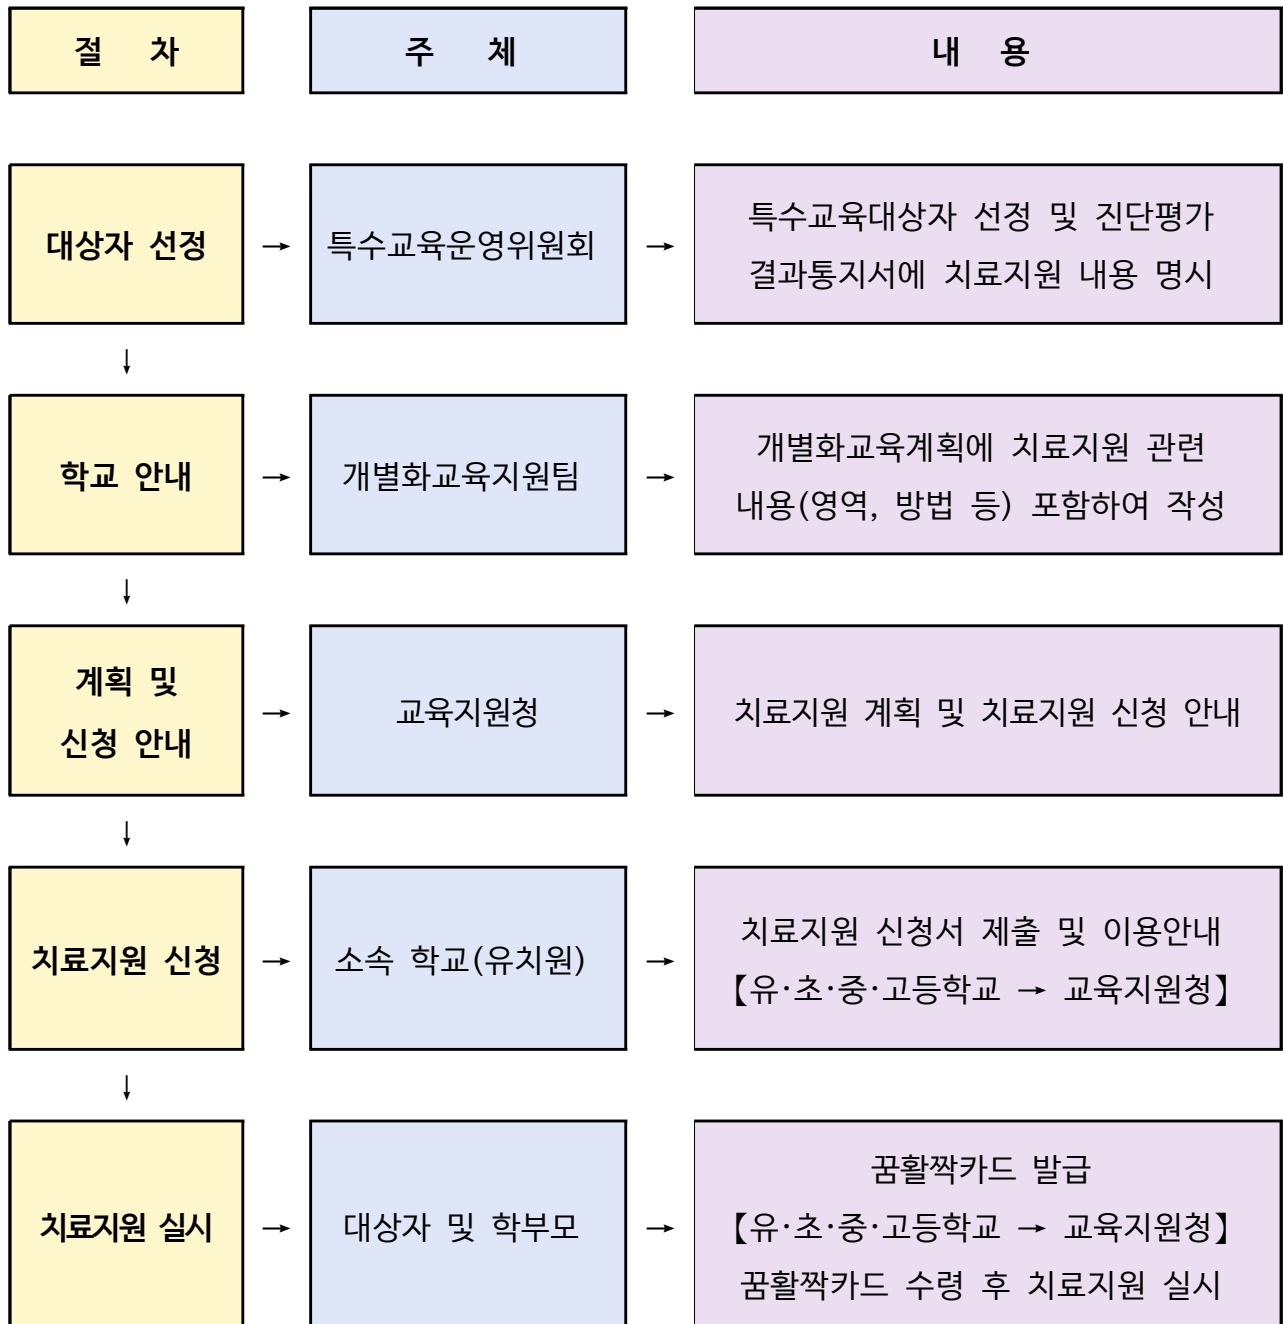 절 차 → 주 체 → 내 용
대상자 선정 → 특수교육운영위원회 → 특수교육대상자 선정 및 진단평가
결과통지서에 치료지원 내용 명시
↓
학교 안내 → 개별화교육지원팀 → 개별화교육계획에 치료지원 관련
내용(영역, 방법 등) 포함하여 작성
↓
계획 및
신청 안내 → 교육지원청 → 치료지원 계획 및 치료지원 신청 안내
↓
치료지원 신청 → 소속 학교(유치원) → 치료지원 신청서 제출 및 이용안내
【유·초·중·고등학교 → 교육지원청】
↓
치료지원 실시 → 대상자 및 학부모 → 꿈활짝카드 발급
【유·초·중·고등학교 → 교육지원청】
꿈활짝카드 수령 후 치료지원 실시